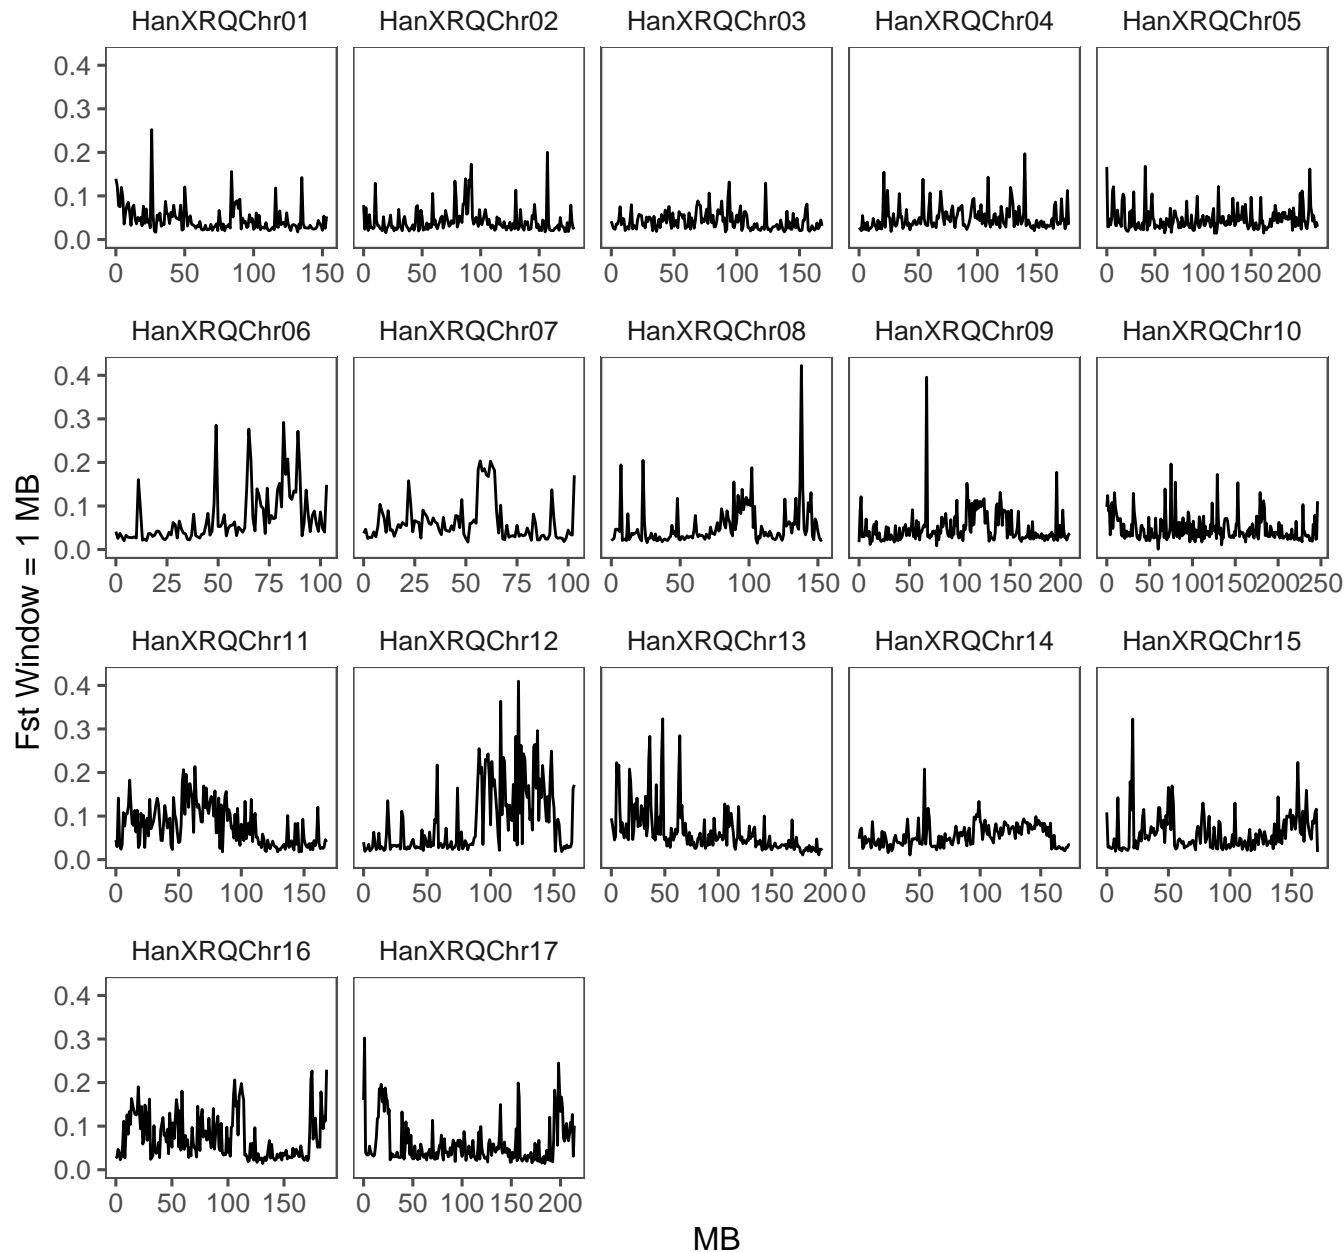 HanXRQChr01 HanXRQChr02 HanXRQChr03 HanXRQChr04 HanXRQChr05
0.4
0.3
0.2
0.1
0.0
0 50 100 150 0 50 100 150 0 50 100 150 0 50 100 150 0 50 100 150 200
HanXRQChr06 HanXRQChr07 HanXRQChr08 HanXRQChr09 HanXRQChr10
0.4
0.3
0.2
0.1
0.0
0 25 50 75 100 0 25 50 75 100 0 50 100 150 0 50 100 150 200 0 50 100 150 200 250
Fst Window = 1 MB
HanXRQChr11 HanXRQChr12 HanXRQChr13 HanXRQChr14 HanXRQChr15
0.4
0.3
0.2
0.1
0.0
0 50 100 150 0 50 100 150 0 50 100 150 200 0 50 100 150 0 50 100 150
HanXRQChr16 HanXRQChr17
0.4
0.3
0.2
0.1
0.0
0 50 100 150 0 50 100 150 200
MB